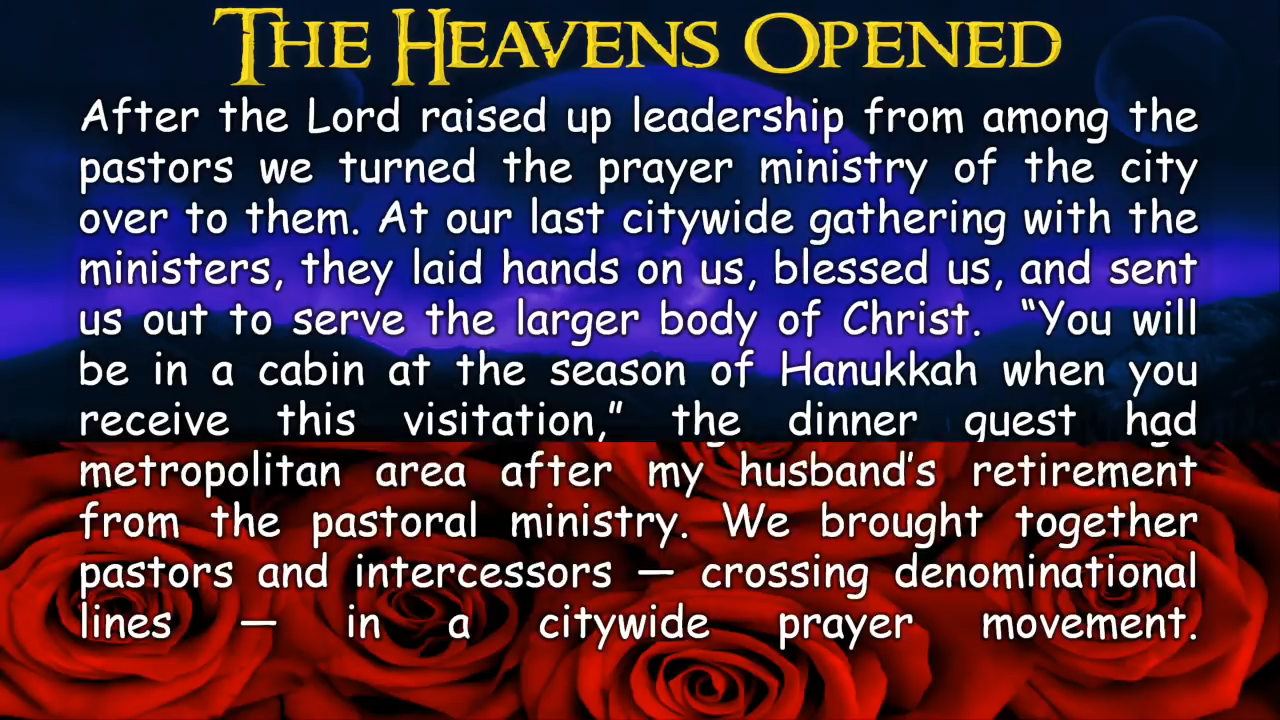 THE HEAVENS OPENED
After the Lord raised up leadership from among the
pastors we turned the prayer ministry of the city
over to them. At our last citywide gathering with the
ministers, they laid hands on us, blessed us, and sent
us out to serve the larger body of Christ. “You will
be in a cabin at the season of Hanukkah when you
receive this visitation,” the dinner guest had
metropolitan area after my husband’s retirement
from the pastoral ministry. We brought together
pastors and intercessors — crossing denominational
lines — in a citywide prayer movement.